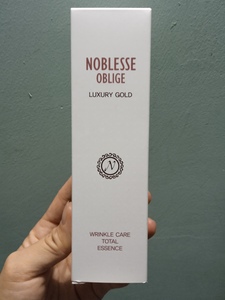 NOBLESSE
OBLIGE
LUXURY GOLD
N
WRINKLE CARE
TOTAL
ESSENCE